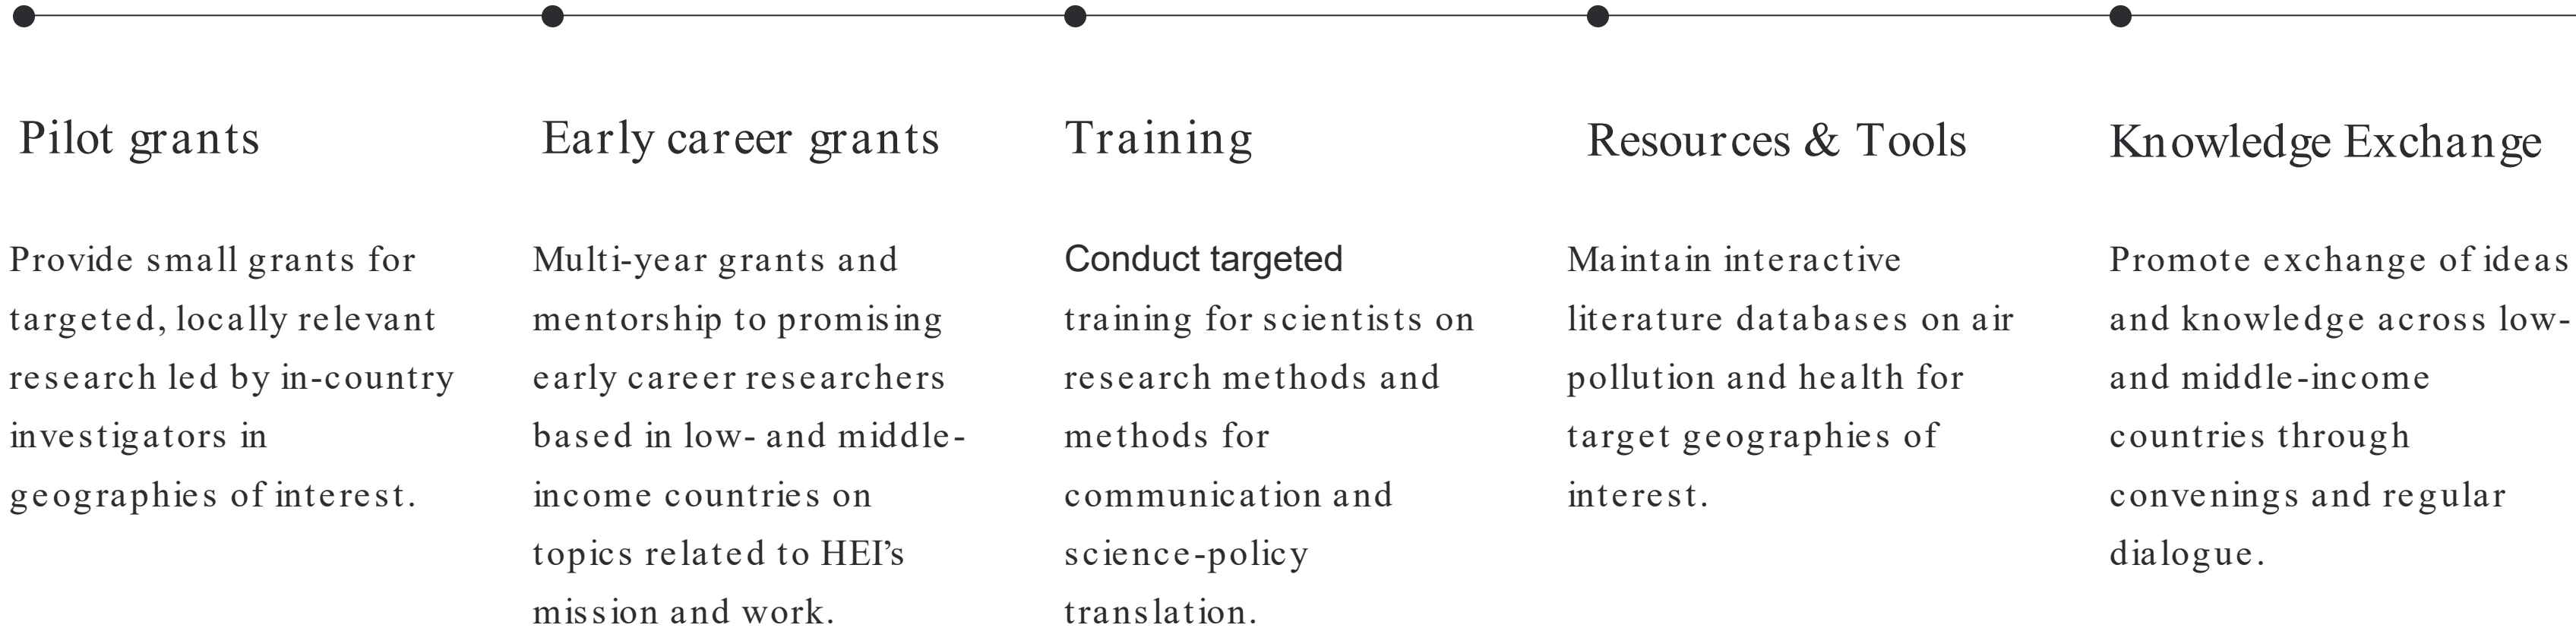 Pilot grants
Provide small grants for
targeted, locally relevant
research led by in-country
investigators in
geographies of interest.
Early career grants
Multi-year grants and
mentorship to promising
early career researchers
based in low- and middle-
income countries on
topics related to HEI’s
mission and work.
Training
Conduct targeted
training for scientists on
research methods and
methods for
communication and
science-policy
translation.
Resources & Tools
Maintain interactive
literature databases on air
pollution and health for
target geographies of
interest.
Knowledge Exchange
Promote exchange of ideas
and knowledge across low-
and middle-income
countries through
convenings and regular
dialogue.